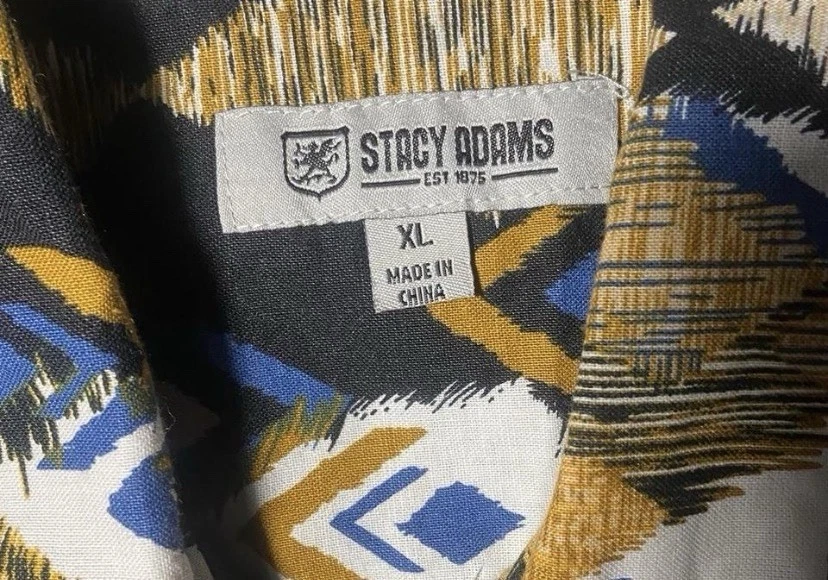 STACY ADAMS
EST 1875
XL
MADE IN
CHINA